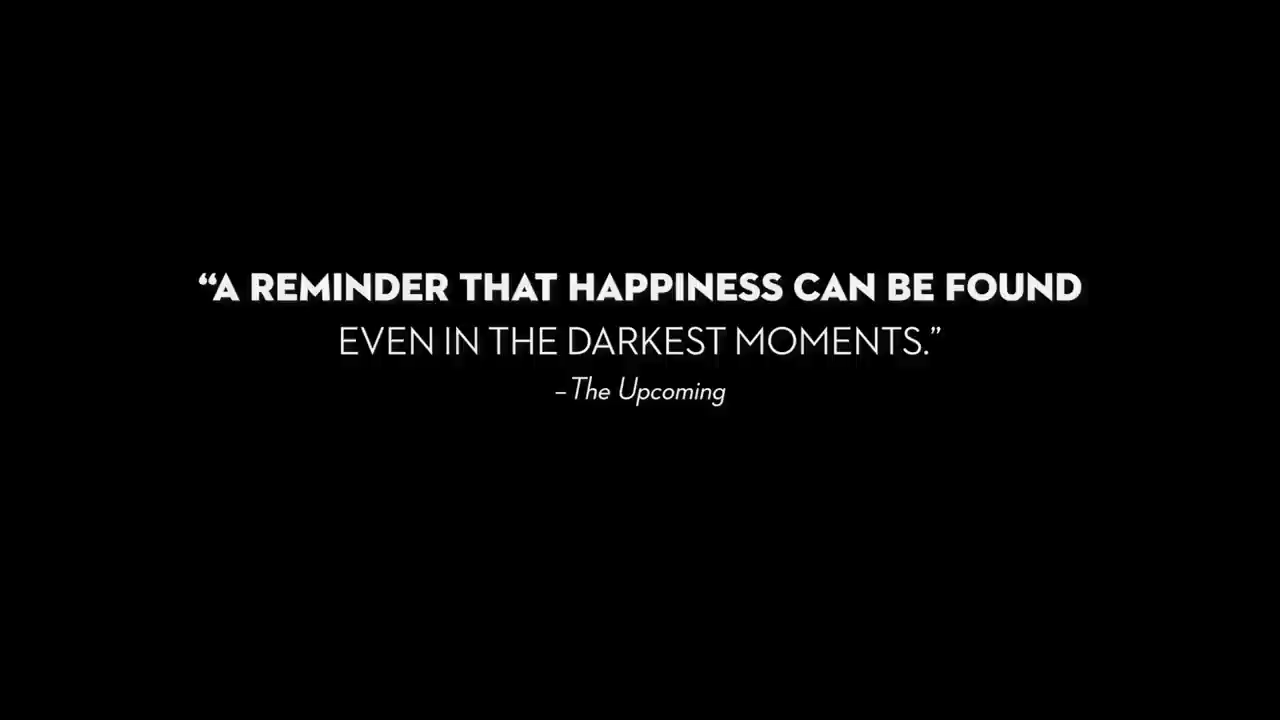 “A REMINDER THAT HAPPINESS CAN BE FOUND
EVEN IN THE DARKEST MOMENTS.”
– The Upcoming